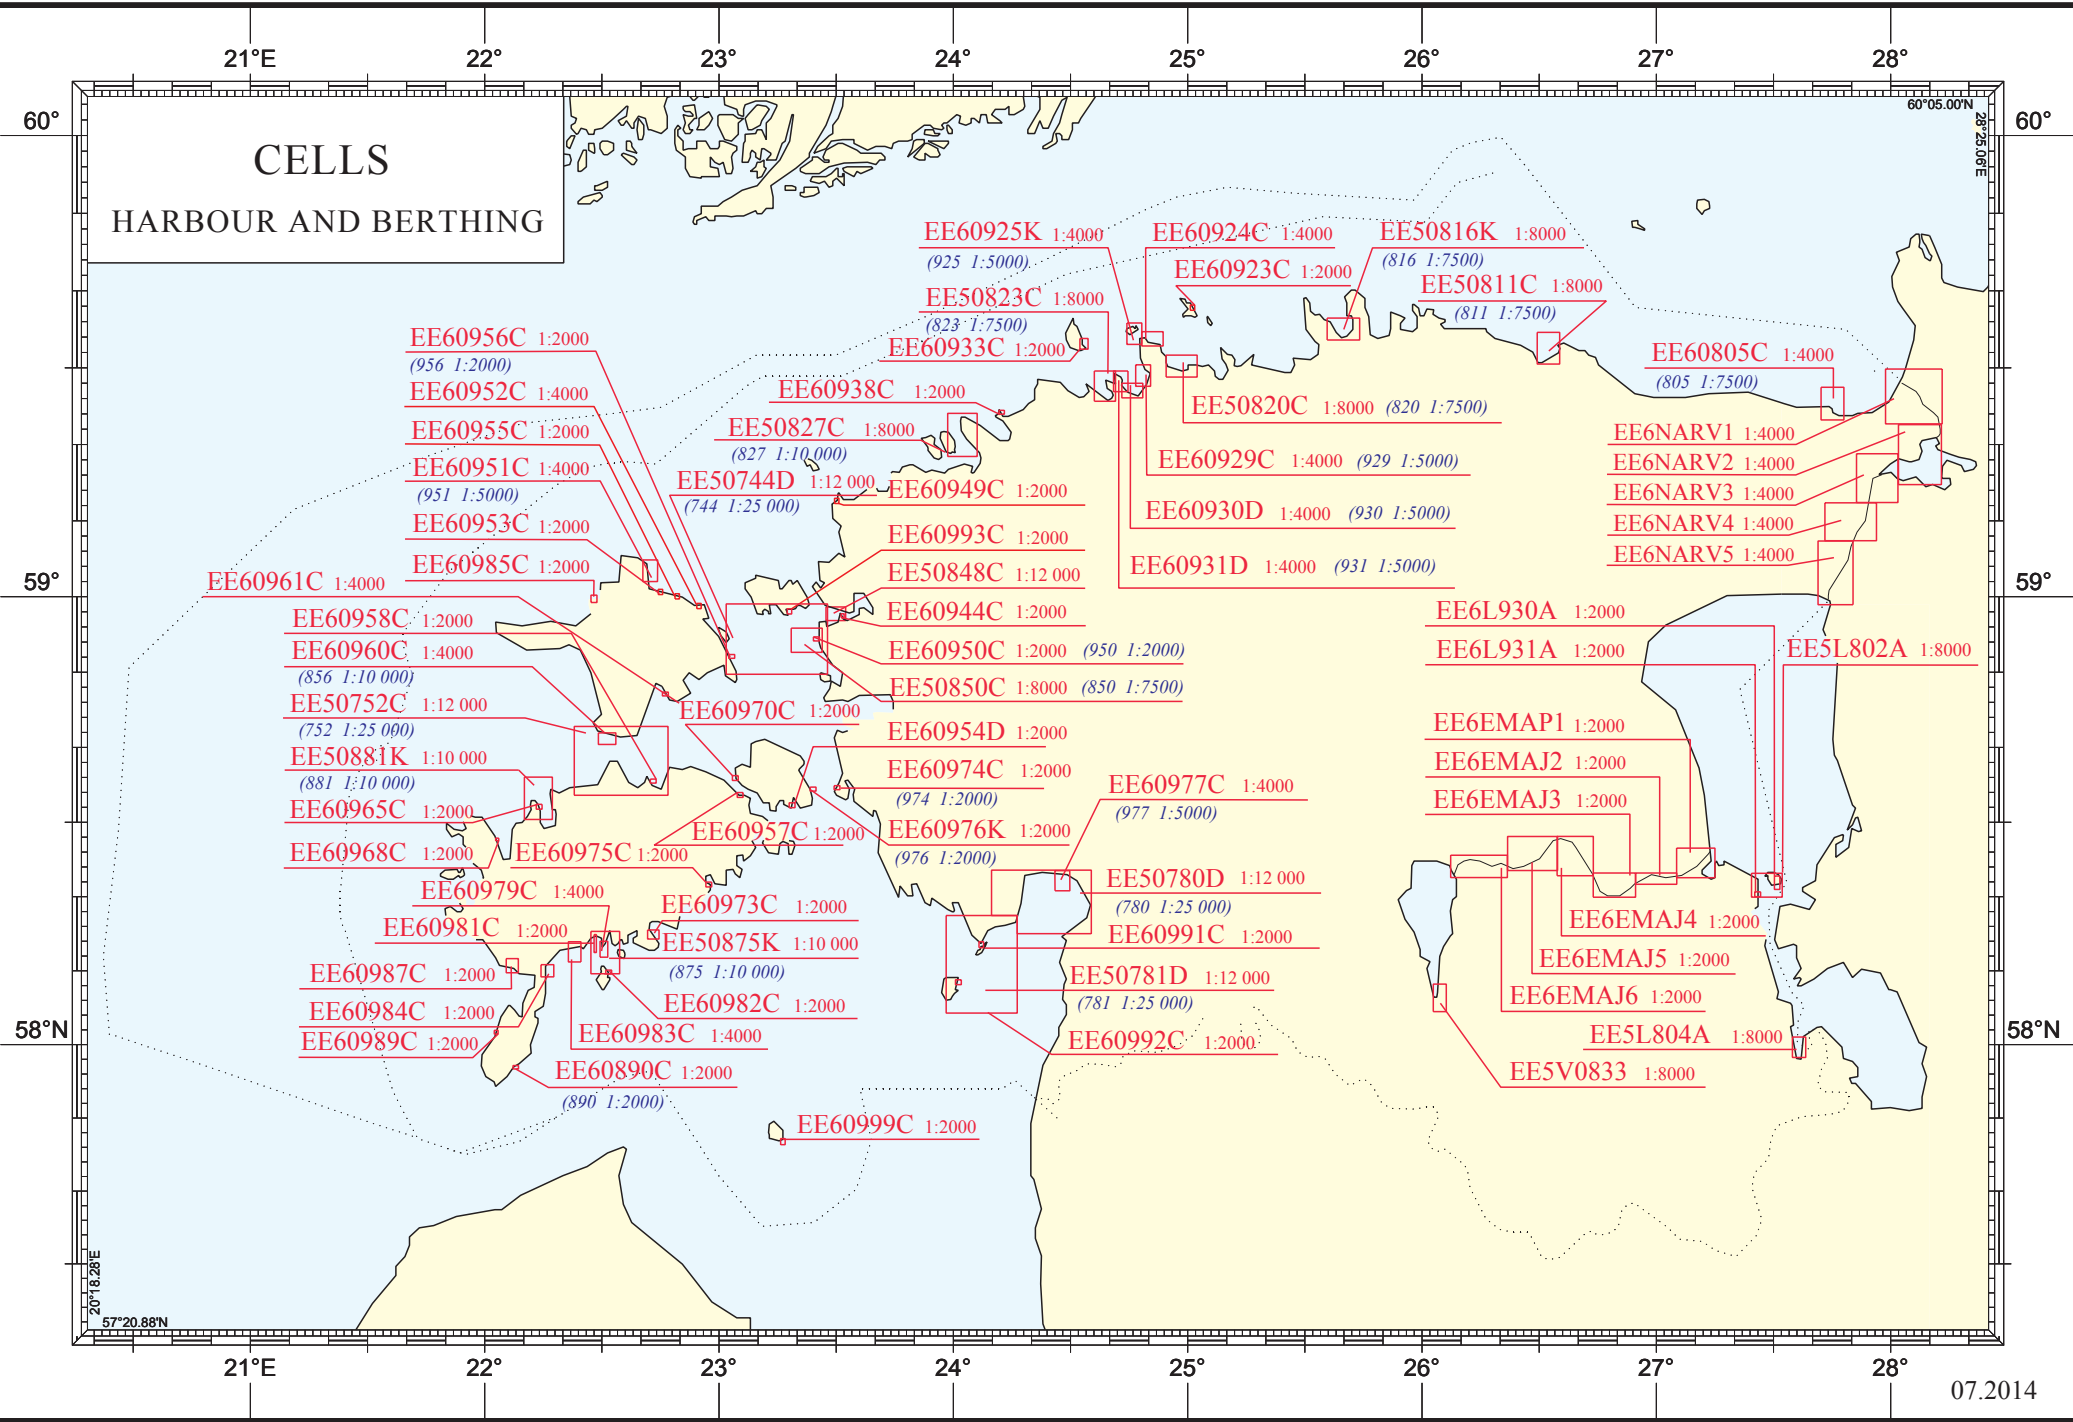 21°E 22° 23° 24° 25° 26° 27° 28°
60° 60°
60°05.00'N
28°25.06'E
CELLS
HARBOUR AND BERTHING
EE60925K 1:4000
(925 1:5000)
EE60924C 1:4000
EE50816K 1:8000
(816 1:7500)
EE60923C 1:2000
EE50811C 1:8000
(811 1:7500)
EE50823C 1:8000
(823 1:7500)
EE60933C 1:2000
EE60956C 1:2000
(956 1:2000)
EE60805C 1:4000
(805 1:7500)
EE60952C 1:4000
EE60938C 1:2000
EE50820C 1:8000 (820 1:7500)
EE60955C 1:2000
EE50827C 1:8000
(827 1:10 000)
EE6NARV1 1:4000
EE60951C 1:4000
(951 1:5000)
EE60929C 1:4000 (929 1:5000)
EE6NARV2 1:4000
EE50744D 1:12 000
(744 1:25 000)
EE60949C 1:2000
EE6NARV3 1:4000
EE60953C 1:2000
EE60930D 1:4000 (930 1:5000)
EE6NARV4 1:4000
EE60993C 1:2000
EE6NARV5 1:4000
EE60985C 1:2000
EE50848C 1:12 000
EE60931D 1:4000 (931 1:5000)
59° 59°
EE60961C 1:4000
EE60944C 1:2000
EE6L930A 1:2000
EE60958C 1:2000
EE60950C 1:2000 (950 1:2000)
EE6L931A 1:2000
EE5L802A 1:8000
EE60960C 1:4000
(856 1:10 000)
EE50850C 1:8000 (850 1:7500)
EE50752C 1:12 000
(752 1:25 000)
EE60970C 1:2000
EE60954D 1:2000
EE6EMAP1 1:2000
EE50881K 1:10 000
(881 1:10 000)
EE60974C 1:2000
(974 1:2000)
EE6EMAJ2 1:2000
EE60977C 1:4000
(977 1:5000)
EE6EMAJ3 1:2000
EE60965C 1:2000
EE60957C 1:2000
EE60976K 1:2000
(976 1:2000)
EE60968C 1:2000
EE60975C 1:2000
EE50780D 1:12 000
(780 1:25 000)
EE60979C 1:4000
EE60973C 1:2000
EE6EMAJ4 1:2000
EE60981C 1:2000
EE50875K 1:10 000
(875 1:10 000)
EE60991C 1:2000
EE6EMAJ5 1:2000
EE60987C 1:2000
EE50781D 1:12 000
(781 1:25 000)
EE6EMAJ6 1:2000
EE60984C 1:2000
EE60982C 1:2000
58°N 58°N
EE60989C 1:2000
EE60983C 1:4000
EE60992C 1:2000
EE5L804A 1:8000
EE60890C 1:2000
(890 1:2000)
EE5V0833 1:8000
EE60999C 1:2000
20°18.28'E
57°20.88'N
21°E 22° 23° 24° 25° 26° 27° 28°
07.2014